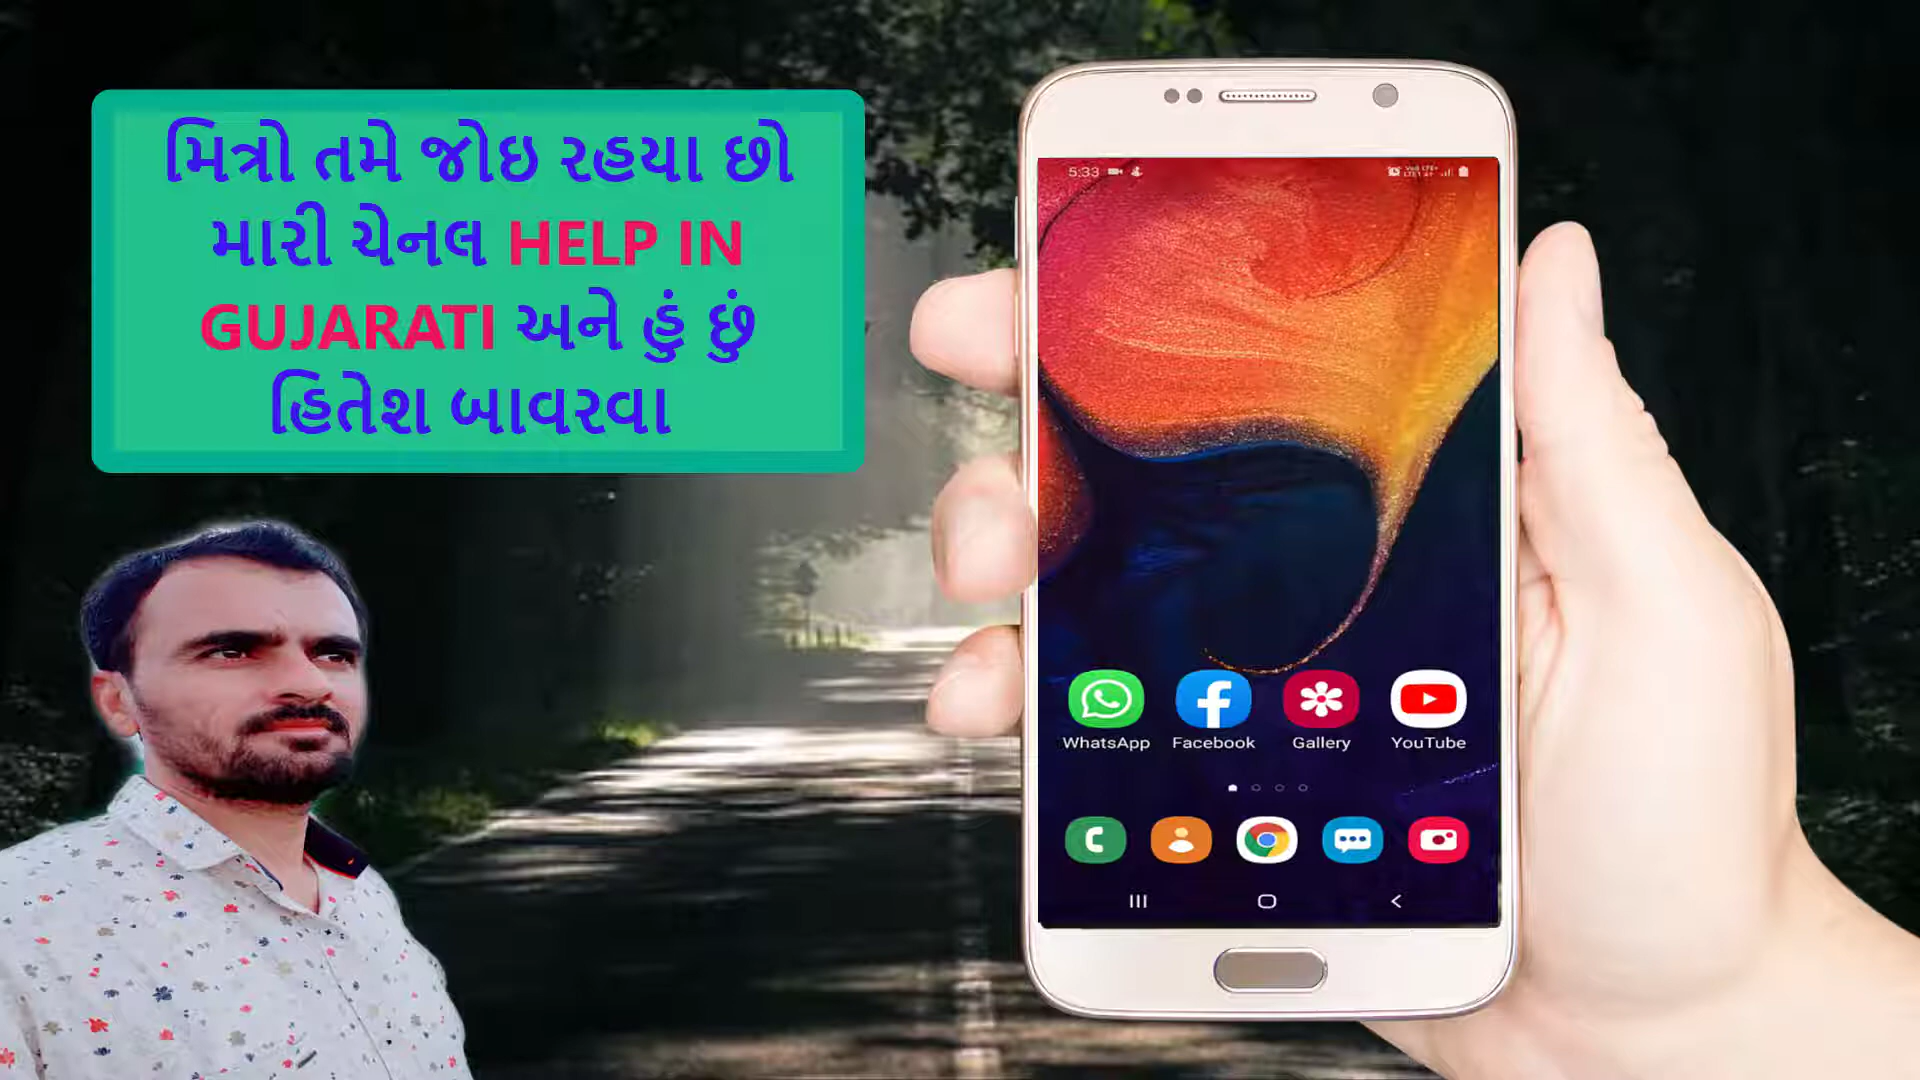 મિત્રો તમે જોઇ રહયા છો
મારી ચેનલ HELP IN
GUJARATI અને હું છું
હિતેશ બાવરવા
5:33
WhatsApp Facebook Gallery YouTube